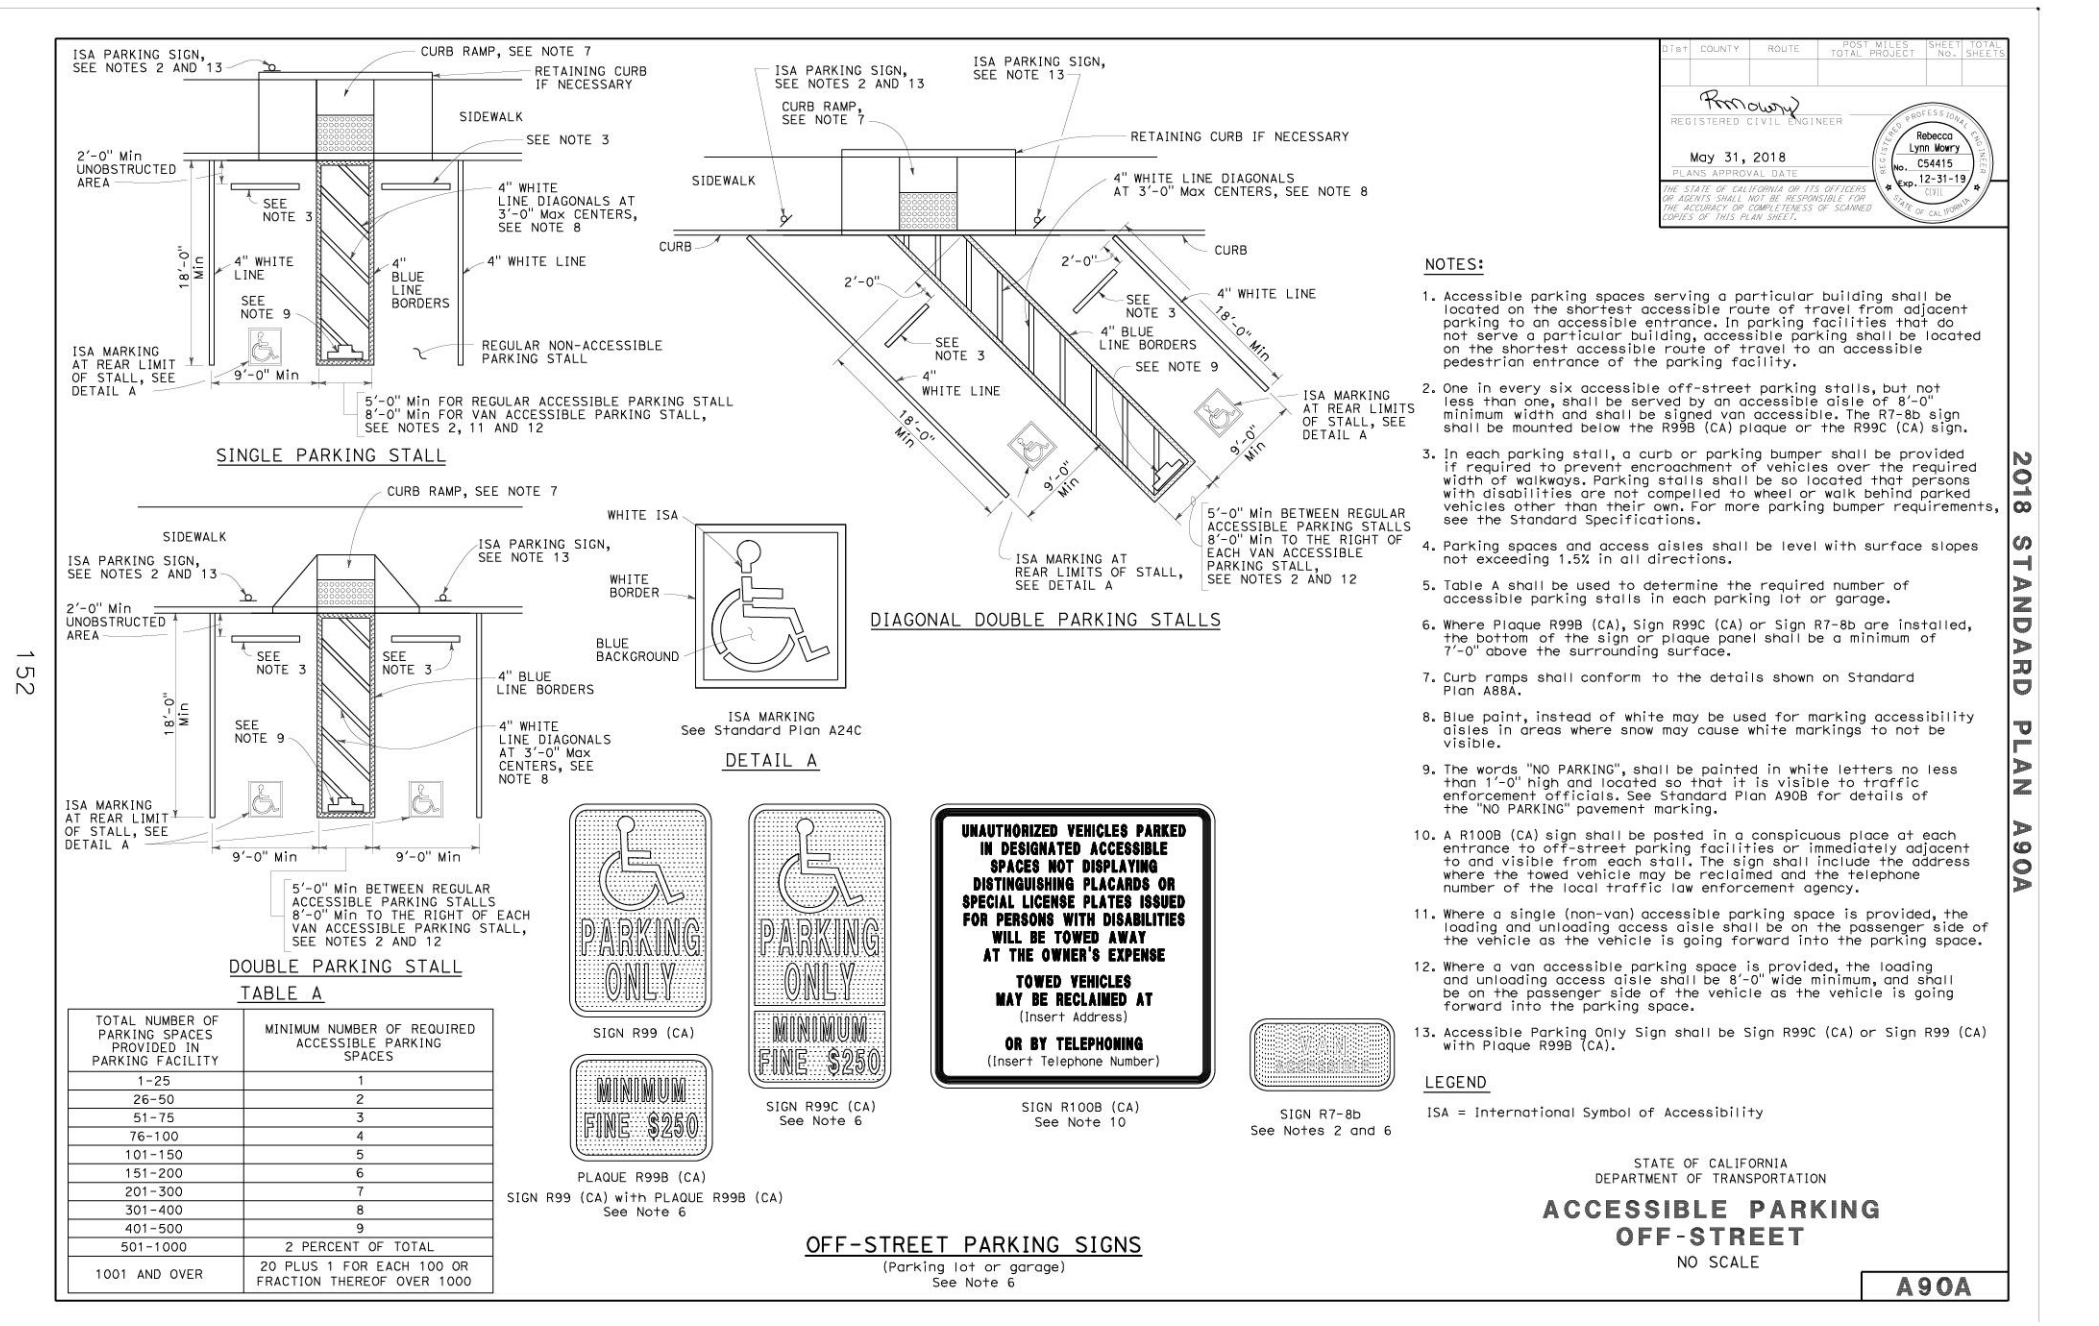 ISA PARKING SIGN,
SEE NOTES 2 AND 13
CURB RAMP, SEE NOTE 7
RETAINING CURB
IF NECESSARY
SIDEWALK
SEE NOTE 3
2'-0" Min
UNOBSTRUCTED
AREA
SEE
NOTE 3
4" WHITE
LINE DIAGONALS AT
3'-0" Max CENTERS,
SEE NOTE 8
18'-0"
Min
4" WHITE
LINE
4"
BLUE
LINE
BORDERS
4" WHITE LINE
SEE
NOTE 9
REGULAR NON-ACCESSIBLE
PARKING STALL
ISA MARKING
AT REAR LIMIT
OF STALL, SEE
DETAIL A
9'-0" Min
5'-0" Min FOR REGULAR ACCESSIBLE PARKING STALL
8'-0" Min FOR VAN ACCESSIBLE PARKING STALL,
SEE NOTES 2, 11 AND 12
SINGLE PARKING STALL
CURB RAMP, SEE NOTE 7
SIDEWALK
ISA PARKING SIGN,
SEE NOTES 2 AND 13
ISA PARKING SIGN,
SEE NOTE 13
2'-0" Min
UNOBSTRUCTED
AREA
SEE
NOTE 3
SEE
NOTE 3
4" BLUE
LINE BORDERS
18'-0"
Min
SEE
NOTE 9
4" WHITE
LINE DIAGONALS
AT 3'-0" Max
CENTERS, SEE
NOTE 8
ISA MARKING
AT REAR LIMIT
OF STALL, SEE
DETAIL A
9'-0" Min
9'-0" Min
5'-0" Min BETWEEN REGULAR
ACCESSIBLE PARKING STALLS
8'-0" Min TO THE RIGHT OF EACH
VAN ACCESSIBLE PARKING STALL,
SEE NOTES 2 AND 12
DOUBLE PARKING STALL
ISA PARKING SIGN,
SEE NOTES 2 AND 13
ISA PARKING SIGN,
SEE NOTE 13
CURB RAMP,
SEE NOTE 7
RETAINING CURB IF NECESSARY
SIDEWALK
4" WHITE LINE DIAGONALS
AT 3'-0" Max CENTERS, SEE NOTE 8
CURB
CURB
2'-0"
2'-0"
SEE
NOTE 3
SEE
NOTE 3
4" WHITE LINE
18'-0"
Min
4" BLUE
LINE BORDERS
SEE NOTE 9
4"
WHITE LINE
18'-0"
Min
ISA MARKING
AT REAR LIMITS
OF STALL, SEE
DETAIL A
9'-0"
Min
9'-0"
Min
5'-0" Min BETWEEN REGULAR
ACCESSIBLE PARKING STALLS
8'-0" Min TO THE RIGHT OF
EACH VAN ACCESSIBLE
PARKING STALL,
SEE NOTES 2 AND 12
ISA MARKING AT
REAR LIMITS OF STALL,
SEE DETAIL A
DIAGONAL DOUBLE PARKING STALLS
WHITE ISA
WHITE
BORDER
BLUE
BACKGROUND
ISA MARKING
See Standard Plan A24C
DETAIL A
TABLE A
TOTAL NUMBER OF
PARKING SPACES
PROVIDED IN
PARKING FACILITY
MINIMUM NUMBER OF REQUIRED
ACCESSIBLE PARKING
SPACES
1-25 1
26-50 2
51-75 3
76-100 4
101-150 5
151-200 6
201-300 7
301-400 8
401-500 9
501-1000 2 PERCENT OF TOTAL
1001 AND OVER 20 PLUS 1 FOR EACH 100 OR
FRACTION THEREOF OVER 1000
PARKING
ONLY
SIGN R99 (CA)
MINIMUM
FINE $250
PLAQUE R99B (CA)
SIGN R99 (CA) with PLAQUE R99B (CA)
See Note 6
PARKING
ONLY
MINIMUM
FINE $250
SIGN R99C (CA)
See Note 6
UNAUTHORIZED VEHICLES PARKED
IN DESIGNATED ACCESSIBLE
SPACES NOT DISPLAYING
DISTINGUISHING PLACARDS OR
SPECIAL LICENSE PLATES ISSUED
FOR PERSONS WITH DISABILITIES
WILL BE TOWED AWAY
AT THE OWNER'S EXPENSE
TOWED VEHICLES
MAY BE RECLAIMED AT
(Insert Address)
OR BY TELEPHONING
(Insert Telephone Number)
SIGN R100B (CA)
See Note 10
VAN
ACCESSIBLE
SIGN R7-8b
See Notes 2 and 6
OFF-STREET PARKING SIGNS
(Parking lot or garage)
See Note 6
Dist COUNTY ROUTE POST MILES TOTAL PROJECT SHEET No. TOTAL SHEETS
REGISTERED CIVIL ENGINEER
May 31, 2018
PLANS APPROVAL DATE
THE STATE OF CALIFORNIA OR ITS OFFICERS
OR AGENTS SHALL NOT BE RESPONSIBLE FOR
THE ACCURACY OR COMPLETENESS OF SCANNED
COPIES OF THIS PLAN SHEET.
REGISTERED PROFESSIONAL ENGINEER
Rebecca
Lynn Mowry
No. C54415
Exp. 12-31-19
CIVIL
STATE OF CALIFORNIA
NOTES:
1. Accessible parking spaces serving a particular building shall be
located on the shortest accessible route of travel from adjacent
parking to an accessible entrance. In parking facilities that do
not serve a particular building, accessible parking shall be located
on the shortest accessible route of travel to an accessible
pedestrian entrance of the parking facility.
2. One in every six accessible off-street parking stalls, but not
less than one, shall be served by an accessible aisle of 8'-0"
minimum width and shall be signed van accessible. The R7-8b sign
shall be mounted below the R99B (CA) plaque or the R99C (CA) sign.
3. In each parking stall, a curb or parking bumper shall be provided
if required to prevent encroachment of vehicles over the required
width of walkways. Parking stalls shall be so located that persons
with disabilities are not compelled to wheel or walk behind parked
vehicles other than their own. For more parking bumper requirements,
see the Standard Specifications.
4. Parking spaces and access aisles shall be level with surface slopes
not exceeding 1.5% in all directions.
5. Table A shall be used to determine the required number of
accessible parking stalls in each parking lot or garage.
6. Where Plaque R99B (CA), Sign R99C (CA) or Sign R7-8b are installed,
the bottom of the sign or plaque panel shall be a minimum of
7'-0" above the surrounding surface.
7. Curb ramps shall conform to the details shown on Standard
Plan A88A.
8. Blue paint, instead of white may be used for marking accessibility
aisles in areas where snow may cause white markings to not be
visible.
9. The words "NO PARKING", shall be painted in white letters no less
than 1'-0" high and located so that it is visible to traffic
enforcement officials. See Standard Plan A90B for details of
the "NO PARKING" pavement marking.
10. A R100B (CA) sign shall be posted in a conspicuous place at each
entrance to off-street parking facilities or immediately adjacent
to and visible from each stall. The sign shall include the address
where the towed vehicle may be reclaimed and the telephone
number of the local traffic law enforcement agency.
11. Where a single (non-van) accessible parking space is provided, the
loading and unloading access aisle shall be on the passenger side of
the vehicle as the vehicle is going forward into the parking space.
12. Where a van accessible parking space is provided, the loading
and unloading access aisle shall be 8'-0" wide minimum, and shall
be on the passenger side of the vehicle as the vehicle is going
forward into the parking space.
13. Accessible Parking Only Sign shall be Sign R99C (CA) or Sign R99 (CA)
with Plaque R99B (CA).
LEGEND
ISA = International Symbol of Accessibility
STATE OF CALIFORNIA
DEPARTMENT OF TRANSPORTATION
ACCESSIBLE PARKING
OFF-STREET
NO SCALE
A90A
2018 STANDARD PLAN A90A
152